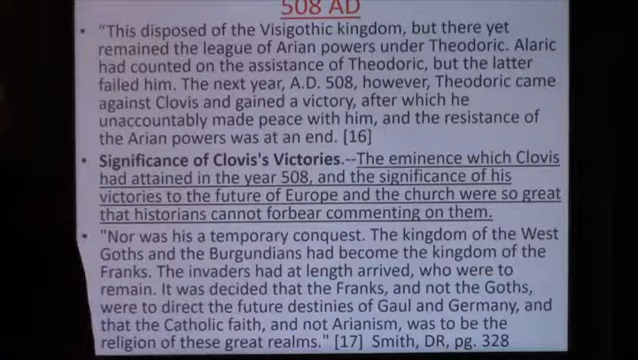 508 AD
• "This disposed of the Visigothic kingdom, but there yet
remained the league of Arian powers under Theodoric. Alaric
had counted on the assistance of Theodoric, but the latter
failed him. The next year, A.D. 508, however, Theodoric came
against Clovis and gained a victory, after which he
unaccountably made peace with him, and the resistance of
the Arian powers was at an end. [16]
• Significance of Clovis's Victories.--The eminence which Clovis
had attained in the year 508, and the significance of his
victories to the future of Europe and the church were so great
that historians cannot forbear commenting on them.
• "Nor was his a temporary conquest. The kingdom of the West
Goths and the Burgundians had become the kingdom of the
Franks. The invaders had at length arrived, who were to
remain. It was decided that the Franks, and not the Goths,
were to direct the future destinies of Gaul and Germany, and
that the Catholic faith, and not Arianism, was to be the
religion of these great realms." [17] Smith, DR, pg. 328